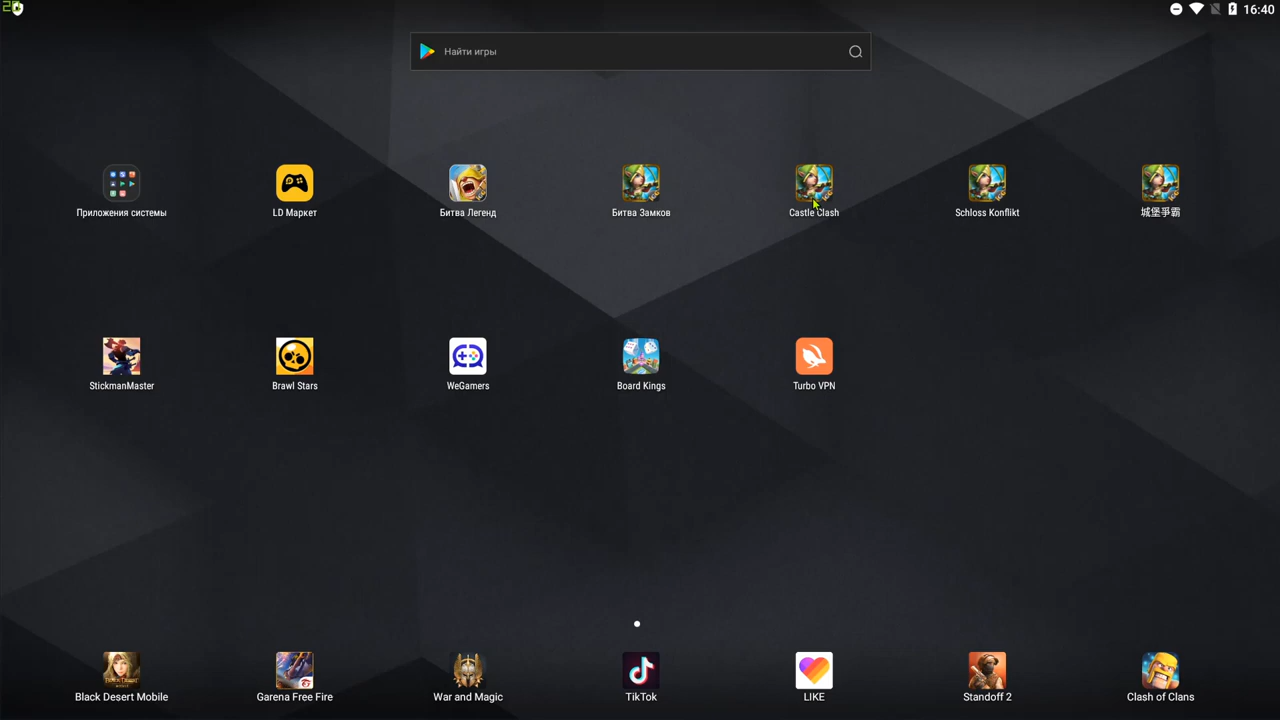 16:40
Найти игры
Приложения системы
LD Маркет
Битва Легенд
Битва Замков
Castle Clash
Schloss Konflikt
城堡爭霸
StickmanMaster
Brawl Stars
WeGamers
Board Kings
Turbo VPN
Black Desert Mobile
Garena Free Fire
War and Magic
TikTok
LIKE
Standoff 2
Clash of Clans